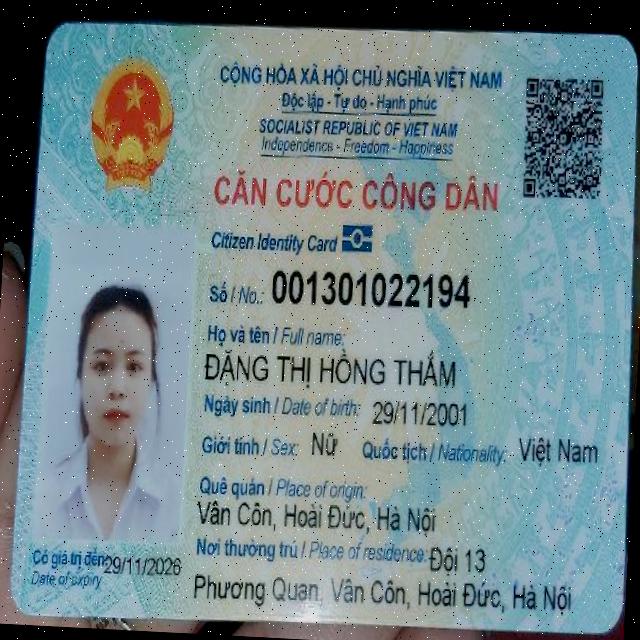 CỘNG HÒA XÃ HỘI CHỦ NGHĨA VIỆT NAM
Độc lập - Tự do - Hạnh phúc
SOCIALIST REPUBLIC OF VIET NAM
Independence - Freedom - Happiness
CĂN CƯỚC CÔNG DÂN
Citizen Identity Card
Số / No.: 001301022194
Họ và tên / Full name:
ĐẶNG THỊ HỒNG THẮM
Ngày sinh / Date of birth: 29/11/2001
Giới tính / Sex: Nữ Quốc tịch / Nationality: Việt Nam
Quê quán / Place of origin:
Vân Côn, Hoài Đức, Hà Nội
Nơi thường trú / Place of residence: Đội 13
Phương Quan, Vân Côn, Hoài Đức, Hà Nội
Có giá trị đến: 29/11/2026
Date of expiry